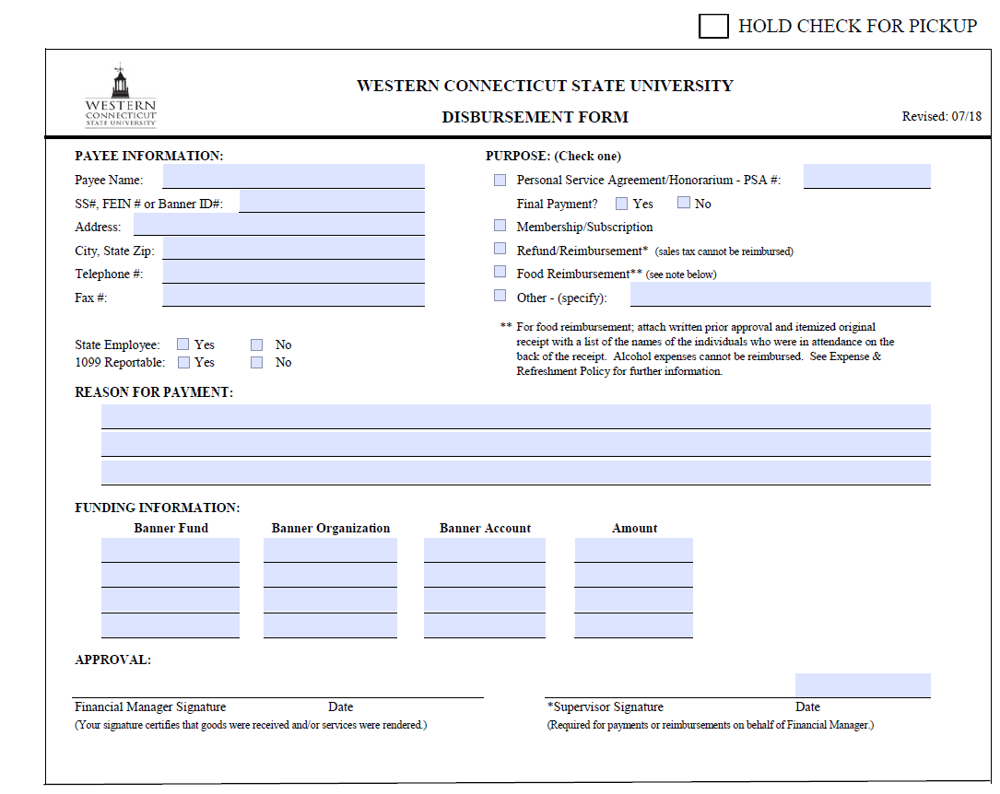 HOLD CHECK FOR PICKUP
WESTERN
CONNECTICUT
STATE UNIVERSITY
WESTERN CONNECTICUT STATE UNIVERSITY
DISBURSEMENT FORM
Revised: 07/18
PAYEE INFORMATION:
Payee Name:
SS#, FEIN # or Banner ID#:
Address:
City, State Zip:
Telephone #:
Fax #:
State Employee: Yes No
1099 Reportable: Yes No
PURPOSE: (Check one)
Personal Service Agreement/Honorarium - PSA #:
Final Payment? Yes No
Membership/Subscription
Refund/Reimbursement* (sales tax cannot be reimbursed)
Food Reimbursement** (see note below)
Other - (specify):
** For food reimbursement; attach written prior approval and itemized original
receipt with a list of the names of the individuals who were in attendance on the
back of the receipt. Alcohol expenses cannot be reimbursed. See Expense &
Refreshment Policy for further information.
REASON FOR PAYMENT:
FUNDING INFORMATION:
Banner Fund Banner Organization Banner Account Amount
APPROVAL:
Financial Manager Signature Date
(Your signature certifies that goods were received and/or services were rendered.)
*Supervisor Signature Date
(Required for payments or reimbursements on behalf of Financial Manager.)